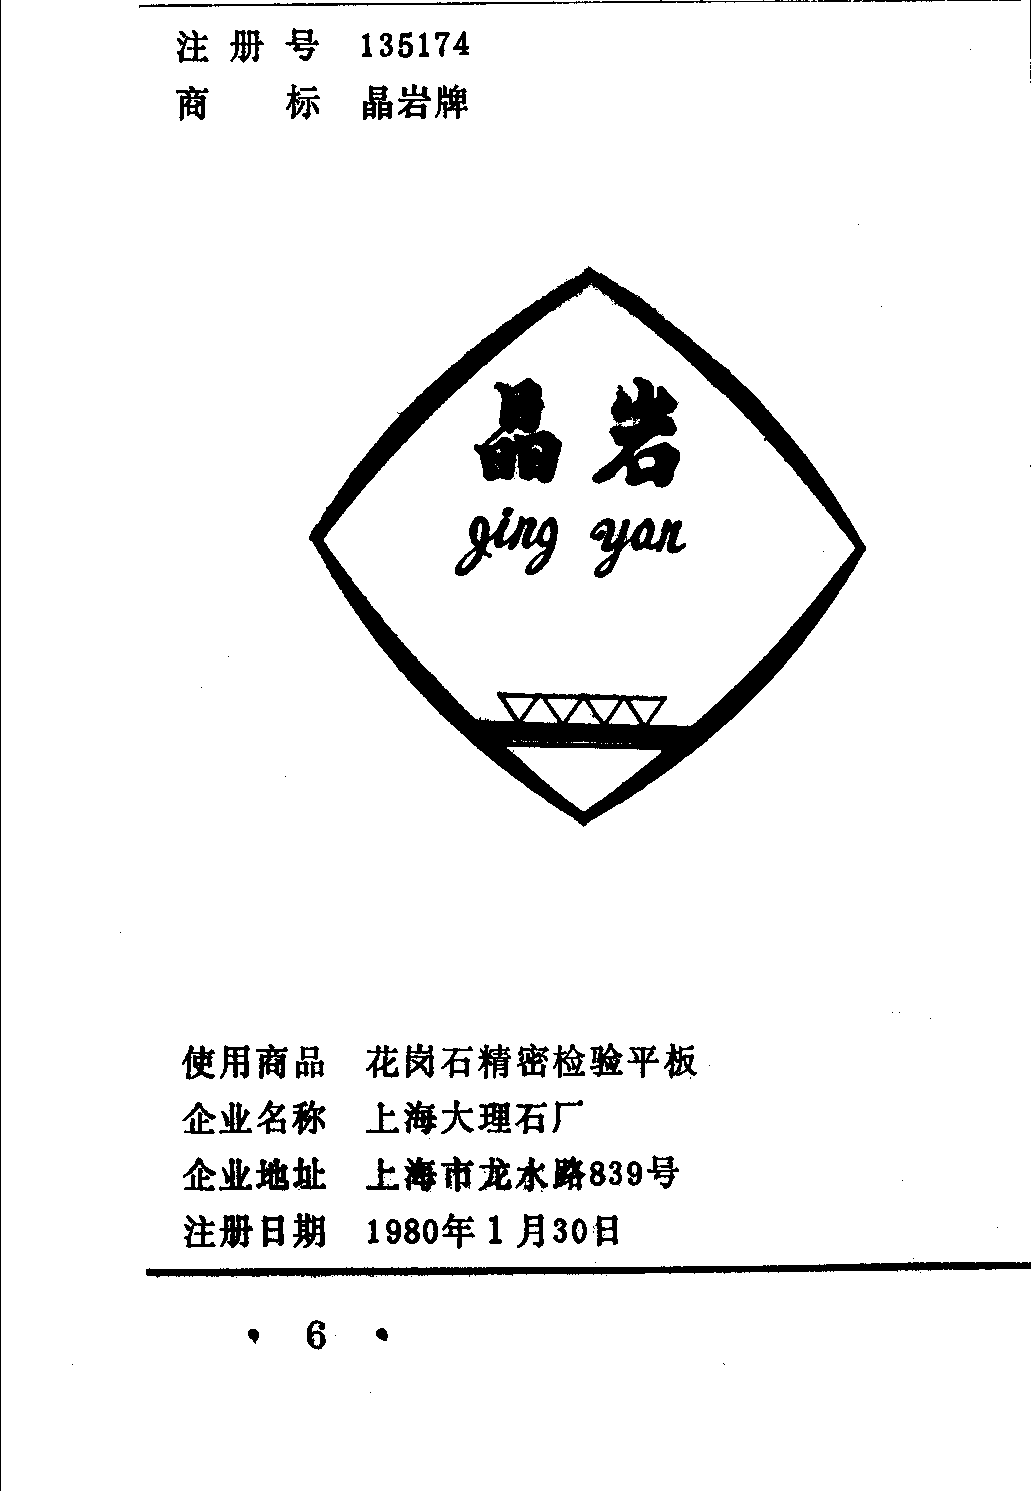 注册号 135174
商标 晶岩牌
晶岩
jing yan
使用商品 花岗石精密检验平板
企业名称 上海大理石厂
企业地址 上海市龙水路839号
注册日期 1980年1月30日
· 6 ·